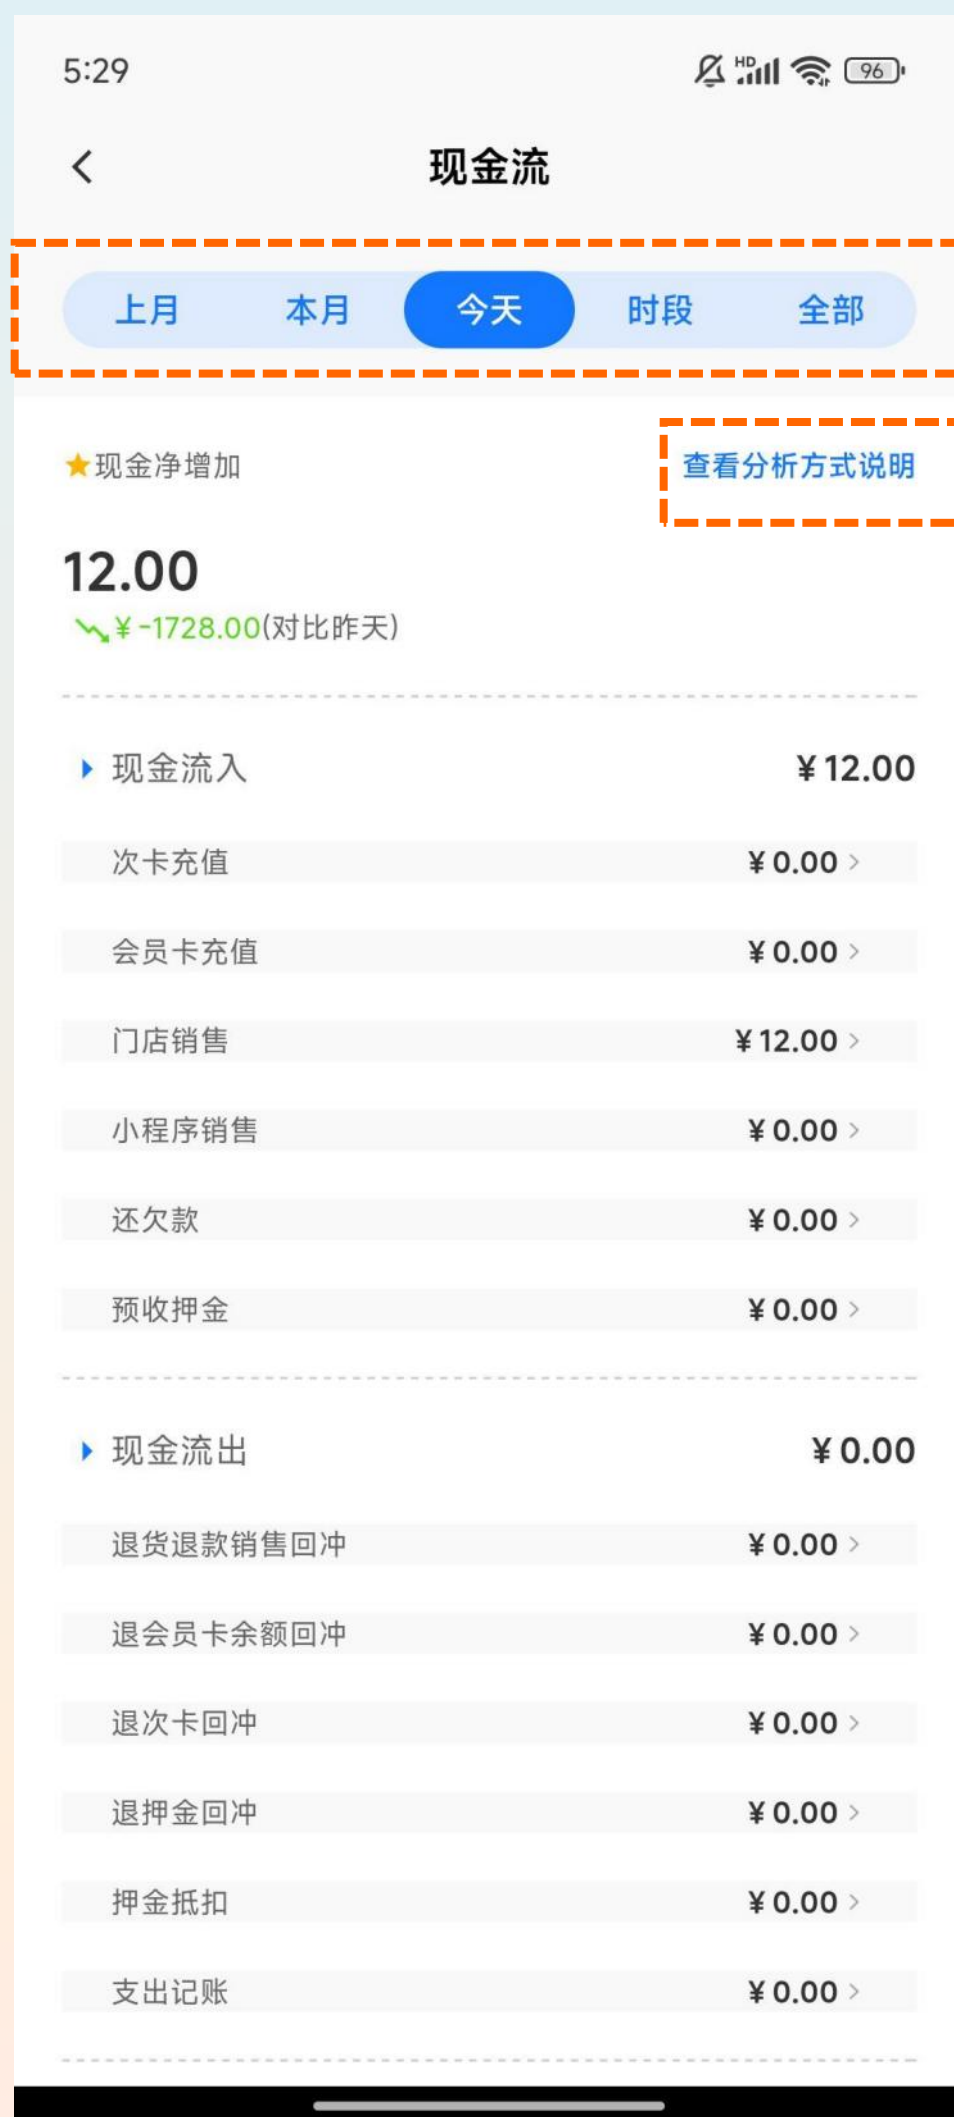 5:29
HD
96
现金流
上月 本月 今天 时段 全部
现金净增加 查看分析方式说明
12.00
¥ -1728.00(对比昨天)
现金流入 ¥ 12.00
次卡充值 ¥ 0.00
会员卡充值 ¥ 0.00
门店销售 ¥ 12.00
小程序销售 ¥ 0.00
还欠款 ¥ 0.00
预收押金 ¥ 0.00
现金流出 ¥ 0.00
退货退款销售回冲 ¥ 0.00
退会员卡余额回冲 ¥ 0.00
退次卡回冲 ¥ 0.00
退押金回冲 ¥ 0.00
押金抵扣 ¥ 0.00
支出记账 ¥ 0.00